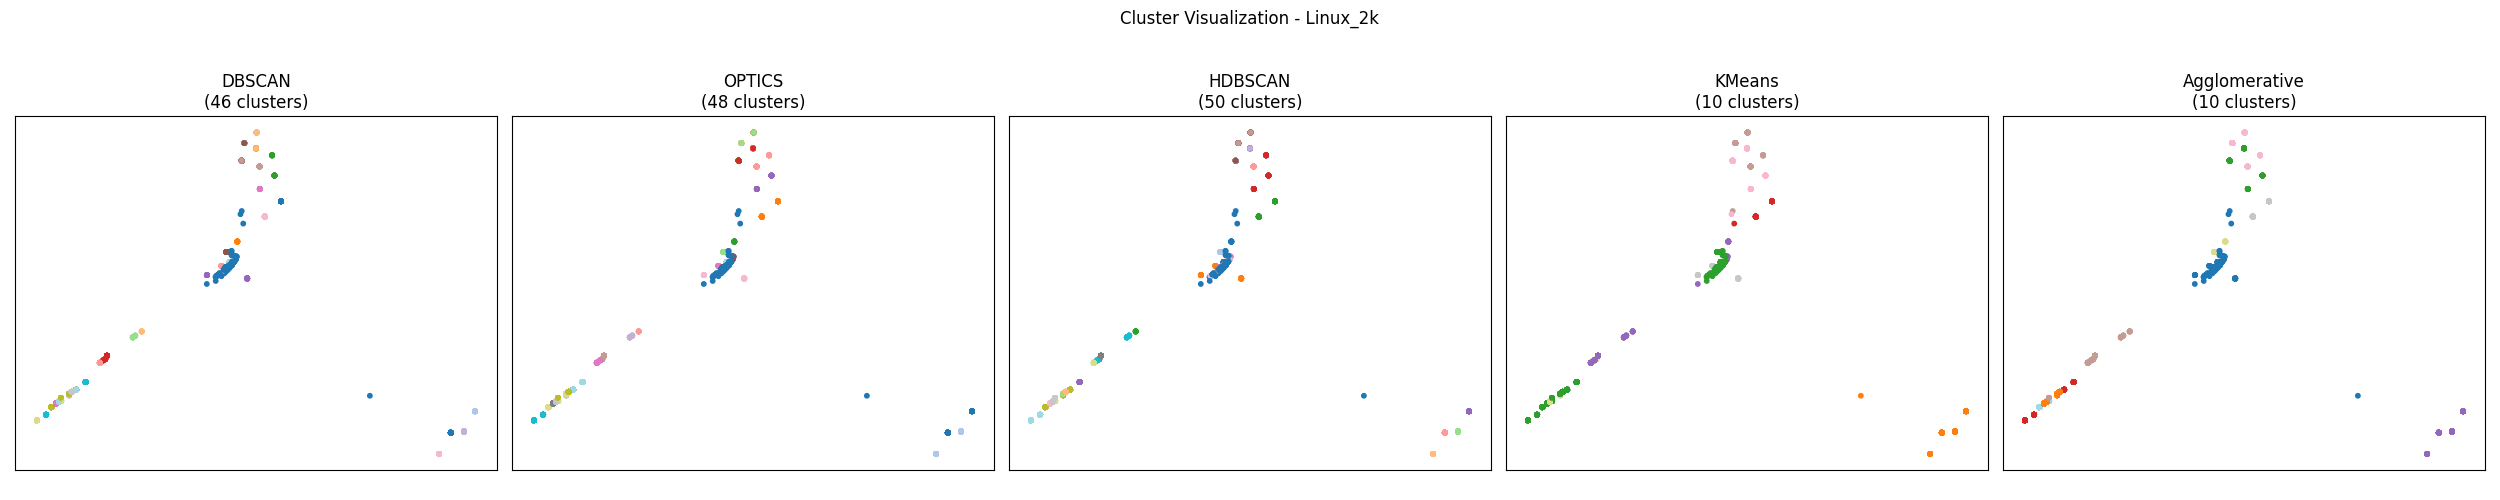 Cluster Visualization - Linux_2k
DBSCAN
(46 clusters)
OPTICS
(48 clusters)
HDBSCAN
(50 clusters)
KMeans
(10 clusters)
Agglomerative
(10 clusters)